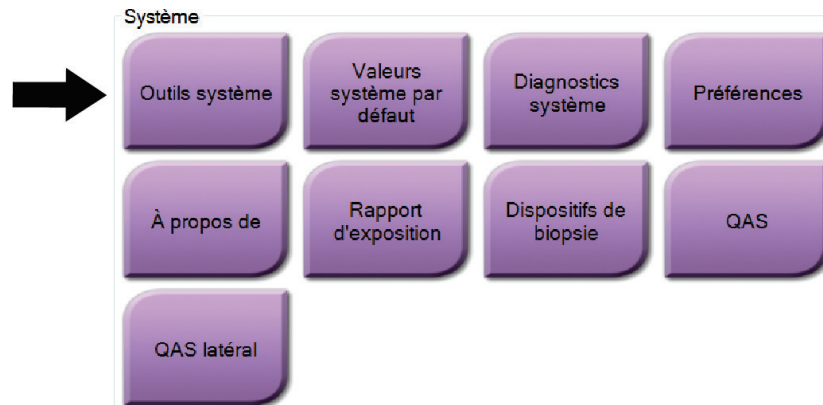 Système
Outils système
Valeurs
système par
défaut
Diagnostics
système
Préférences
À propos de
Rapport
d'exposition
Dispositifs de
biopsie
QAS
QAS latéral